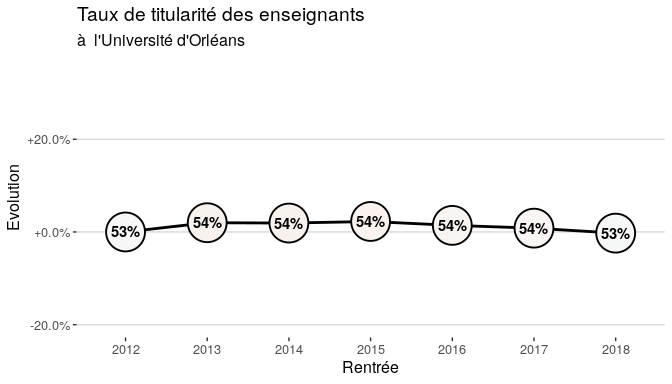 Taux de titularité des enseignants
à  l'Université d'Orléans
Evolution
+20.0%
+0.0%
-20.0%
53% 54% 54% 54% 54% 54% 53%
2012 2013 2014 2015 2016 2017 2018
Rentrée